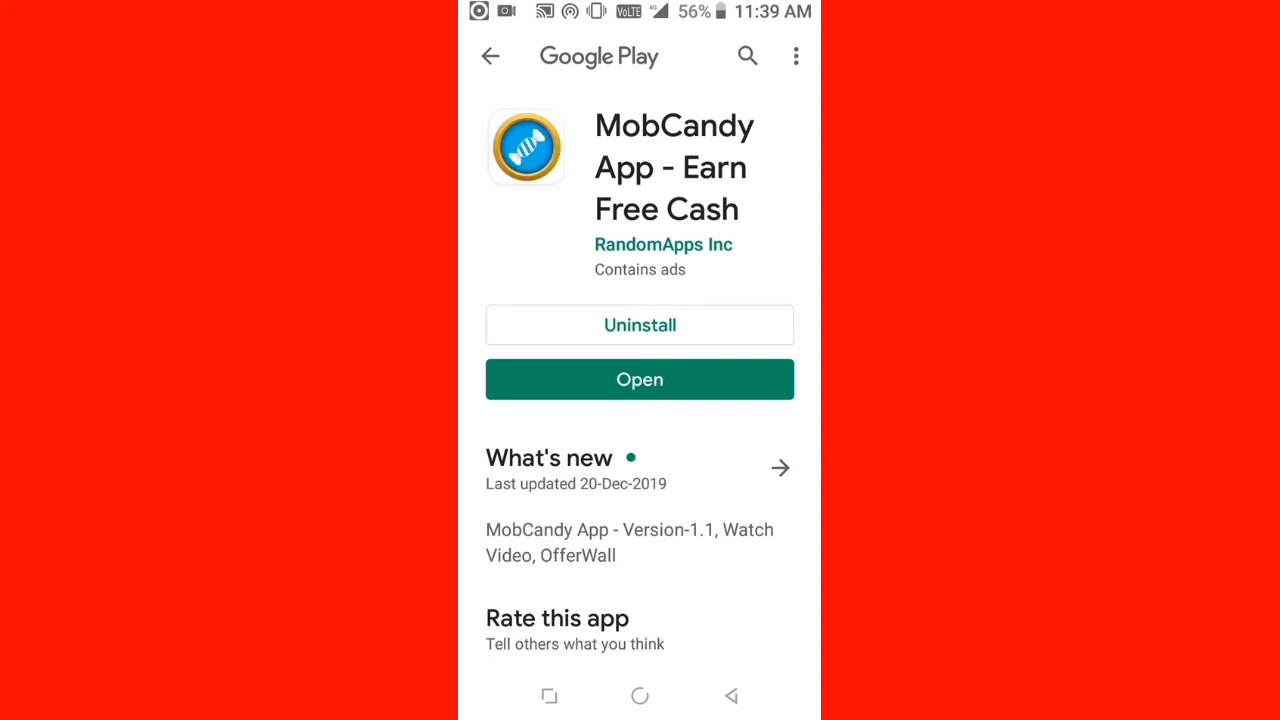 VoLTE 4G 56% 11:39 AM
Google Play
MobCandy
App - Earn
Free Cash
RandomApps Inc
Contains ads
Uninstall
Open
What's new
Last updated 20-Dec-2019
MobCandy App - Version-1.1, Watch
Video, OfferWall
Rate this app
Tell others what you think